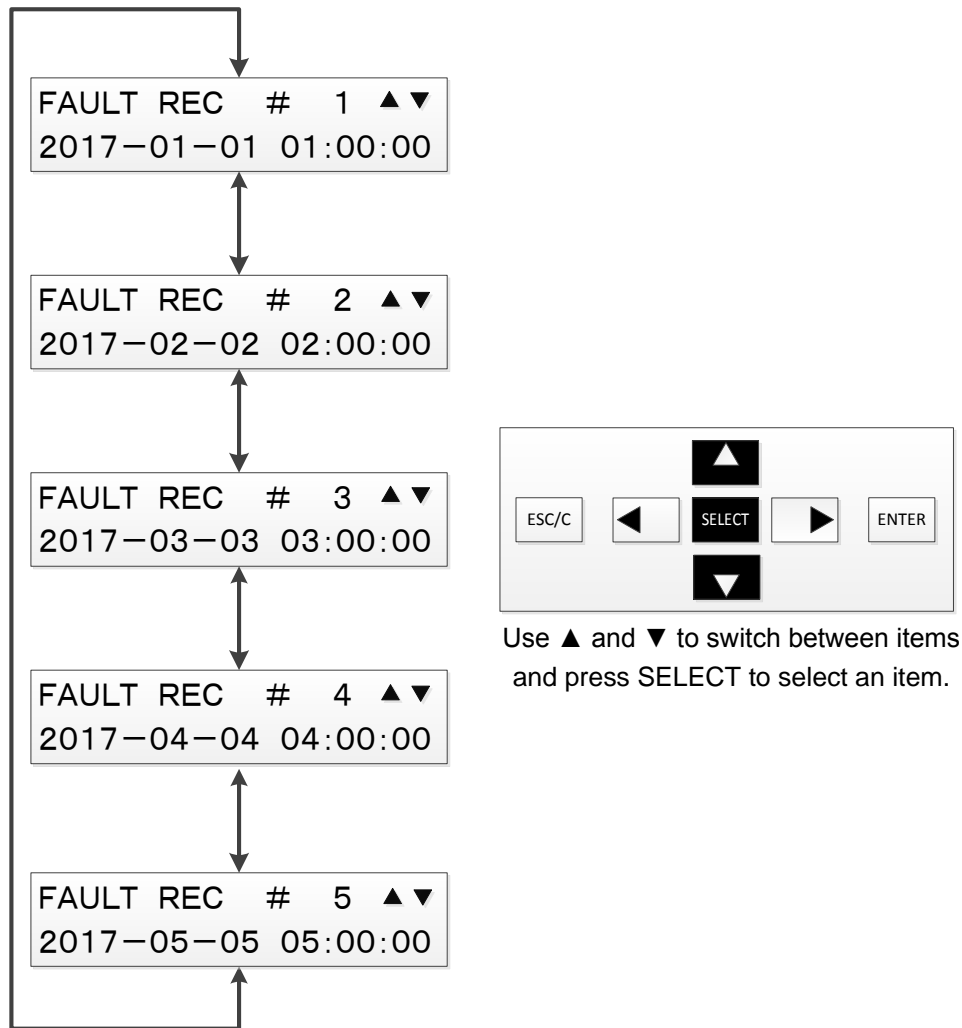 FAULT REC # 1 ▲▼
2017−01−01 01:00:00
FAULT REC # 2 ▲▼
2017−02−02 02:00:00
FAULT REC # 3 ▲▼
2017−03−03 03:00:00
FAULT REC # 4 ▲▼
2017−04−04 04:00:00
FAULT REC # 5 ▲▼
2017−05−05 05:00:00
ESC/C ◀ SELECT ▶ ENTER
Use ▲ and ▼ to switch between items
and press SELECT to select an item.